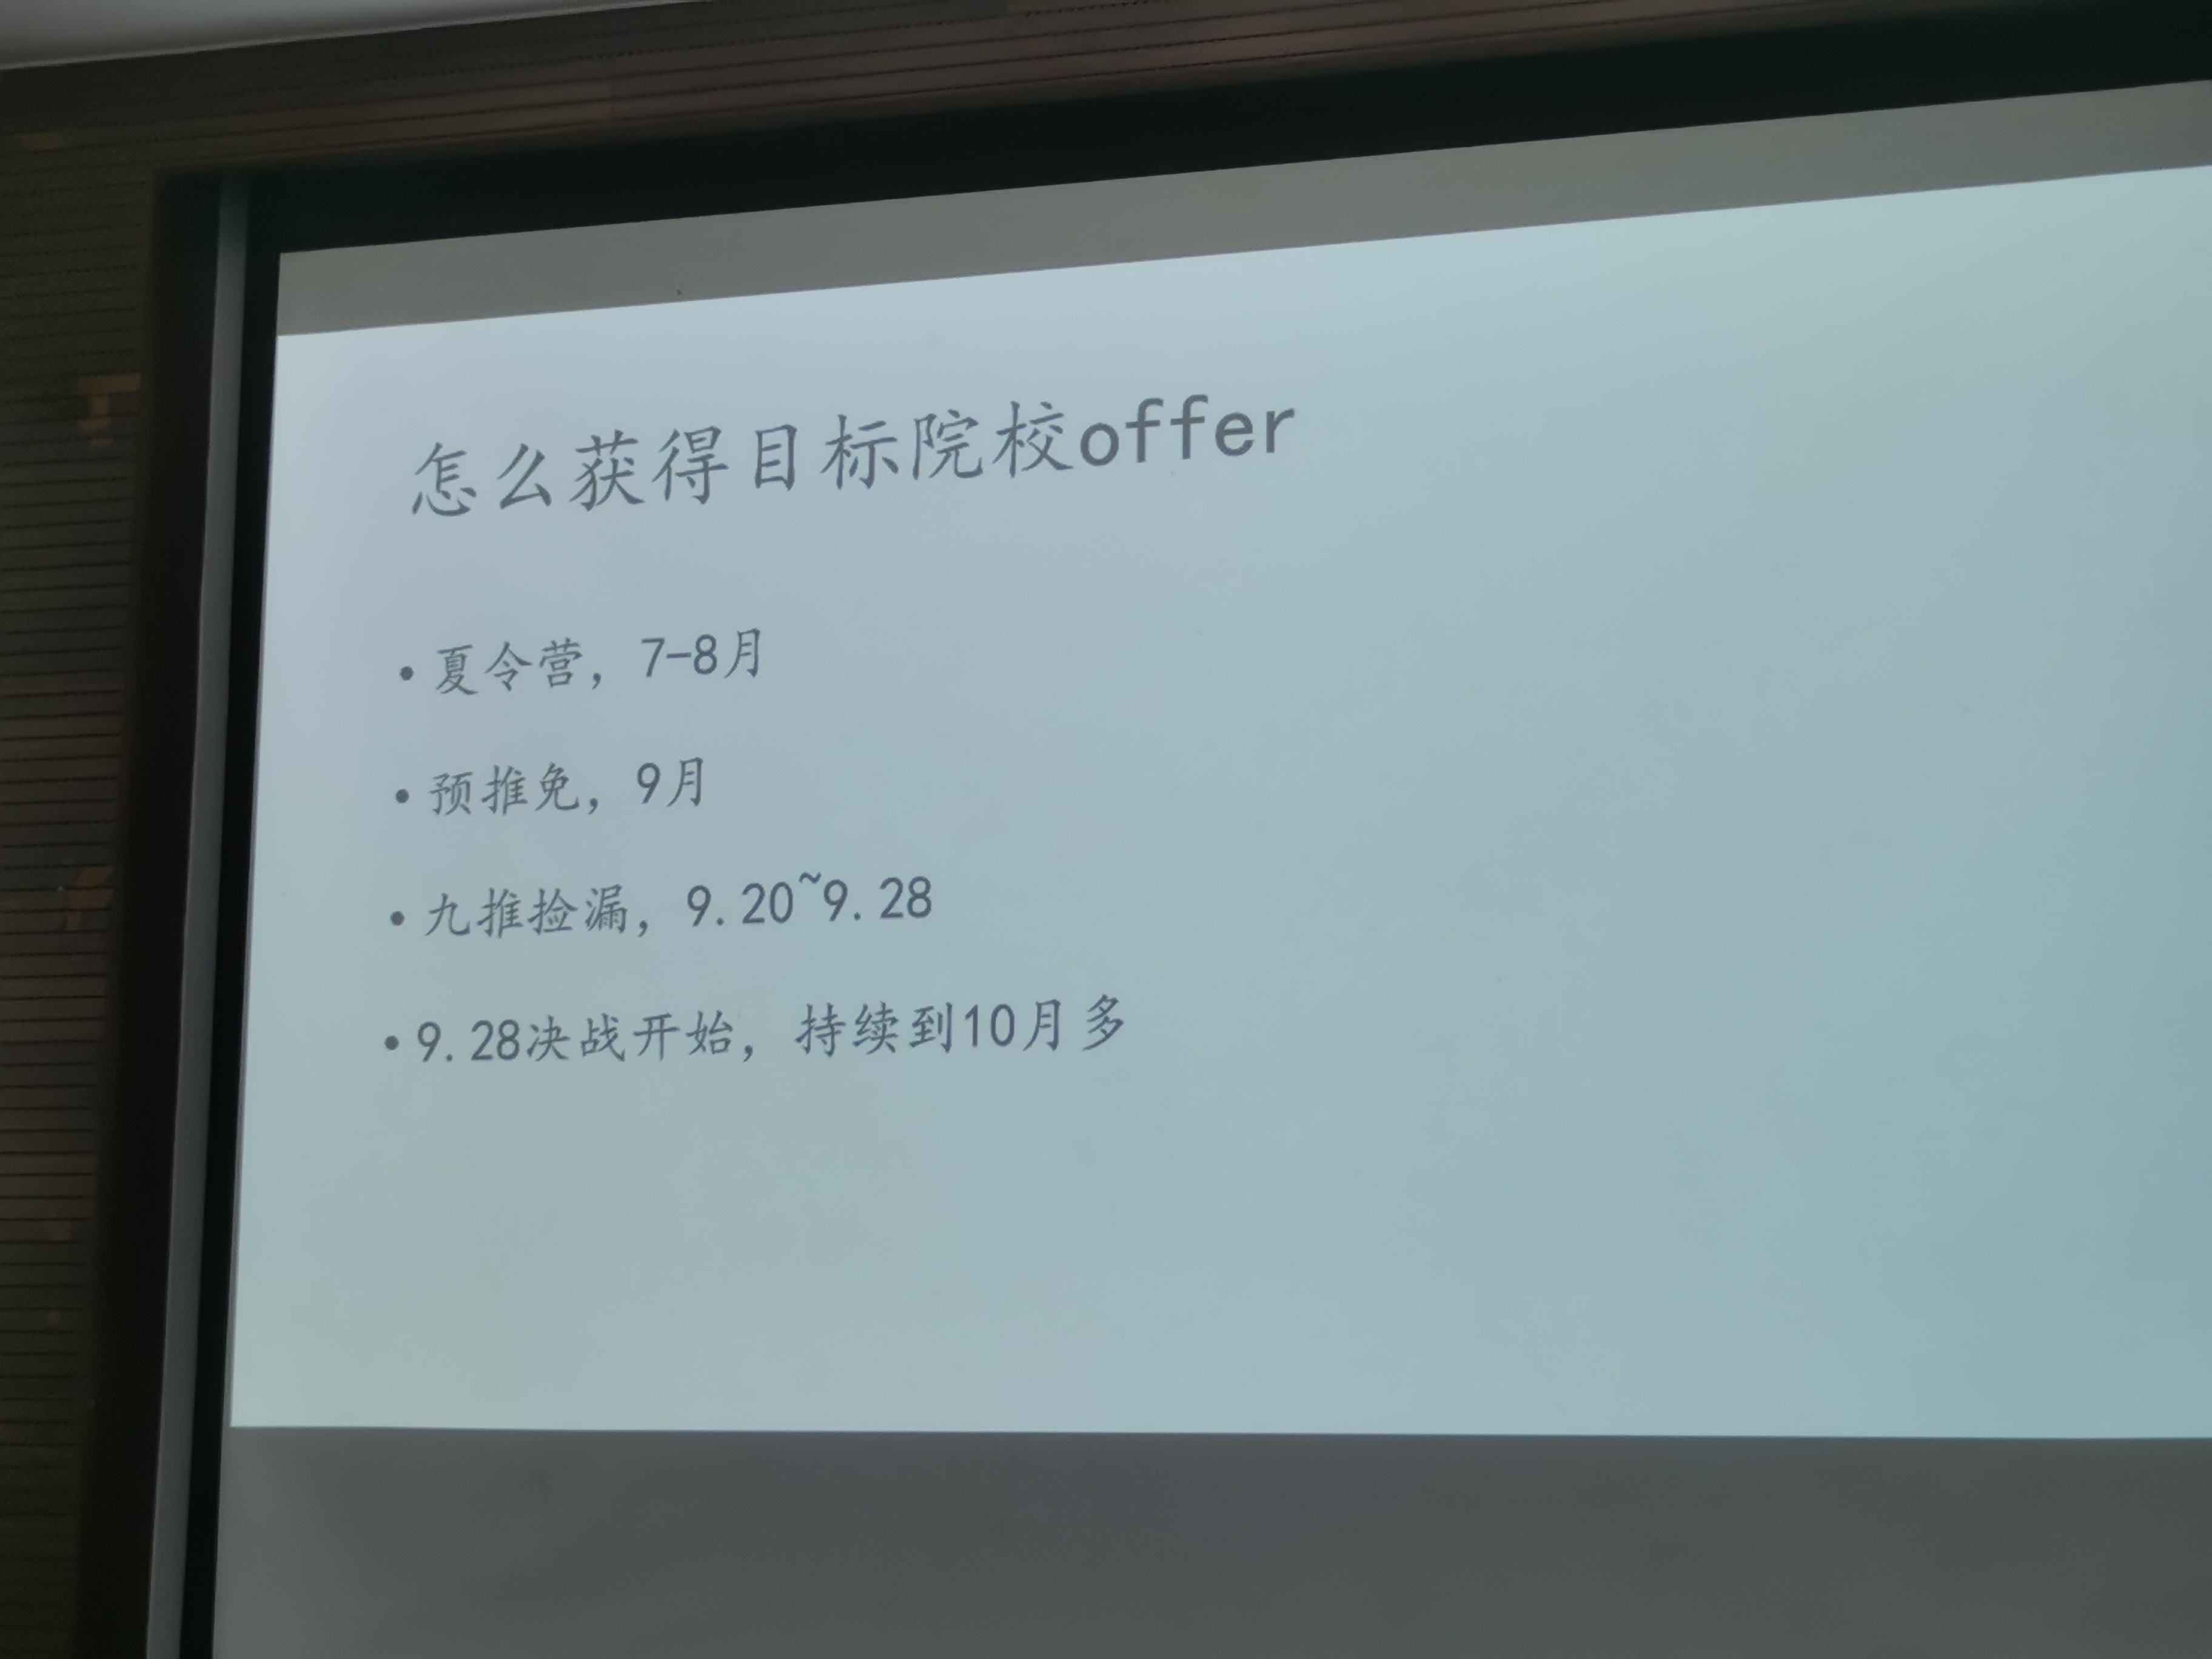 怎么获得目标院校offer
•夏令营，7-8月
•预推免，9月
•九推捡漏，9.20~9.28
•9.28决战开始，持续到10月多